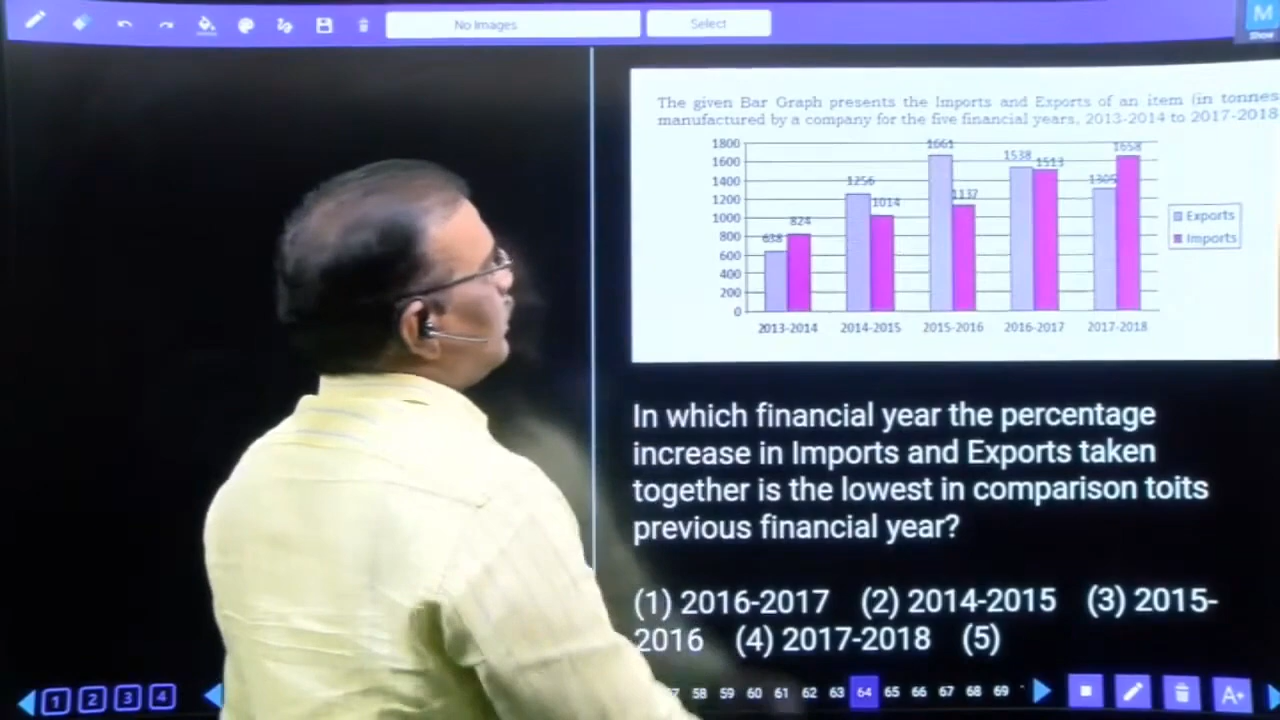 No Images
Select
M
Show
The given Bar Graph presents the Imports and Exports of an item (in tonnes
manufactured by a company for the five financial years, 2013-2014 to 2017-2018
1800
1600
1400
1200
1000
800
600
400
200
0
638
824
1256
1014
1661
1137
1538
1513
1305
1658
2013-2014
2014-2015
2015-2016
2016-2017
2017-2018
Exports
Imports
In which financial year the percentage
increase in Imports and Exports taken
together is the lowest in comparison toits
previous financial year?
(1) 2016-2017 (2) 2014-2015 (3) 2015-
2016 (4) 2017-2018 (5)
1 2 3 4
58 59 60 61 62 63 64 65 66 67 68 69
A+